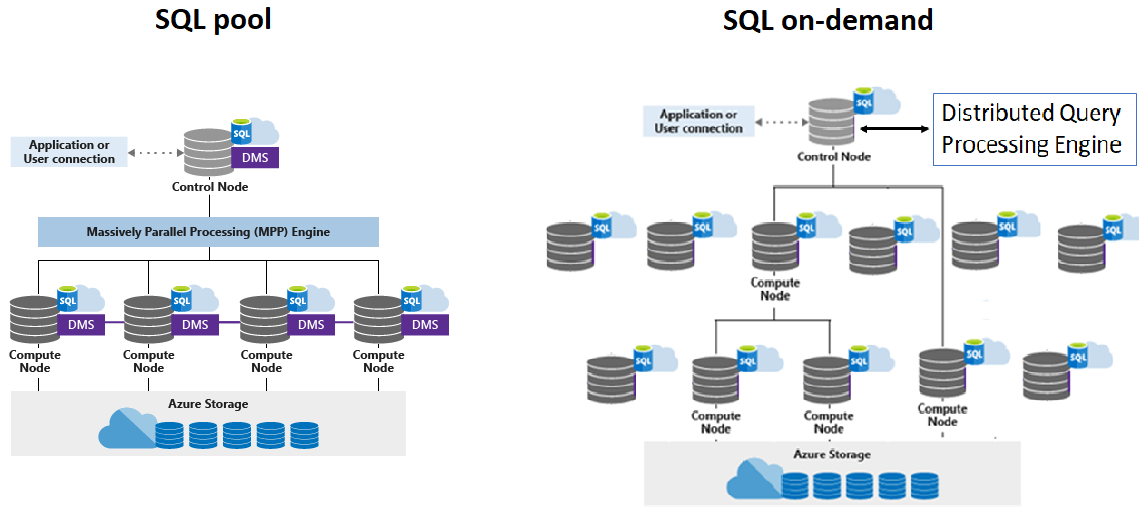 SQL pool
SQL
DMS
Application or
User connection
Control Node
Massively Parallel Processing (MPP) Engine
SQL
DMS
SQL
DMS
SQL
DMS
SQL
DMS
Compute
Node
Compute
Node
Compute
Node
Compute
Node
Azure Storage
SQL on-demand
SQL
Application or
User connection
Control Node
Distributed Query
Processing Engine
SQL
SQL
SQL
SQL
SQL
SQL
Compute
Node
SQL
SQL
SQL
SQL
SQL
Compute
Node
Compute
Node
Compute
Node
Azure Storage